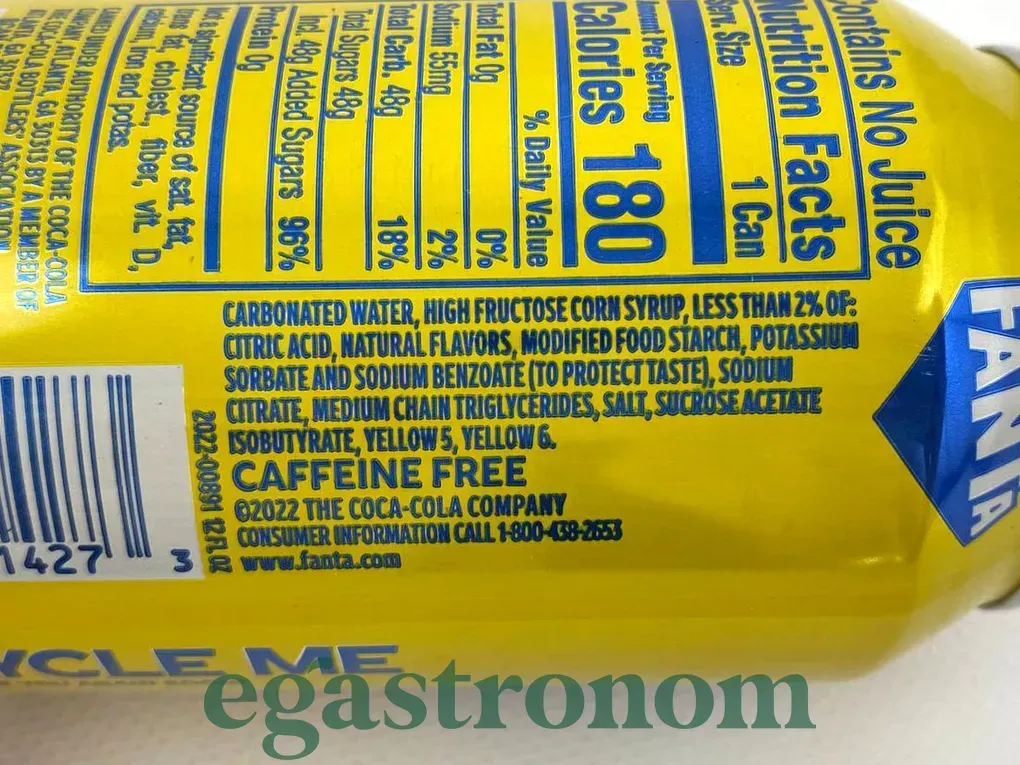 Contains No Juice
Nutrition Facts
Serv. Size 1 Can
Amount Per Serving
Calories 180
% Daily Value
Total Fat 0g 0%
Sodium 55mg 2%
Total Carb. 48g 18%
Total Sugars 48g
Incl. 48g Added Sugars 96%
Protein 0g
No significant source of sat. fat,
trans fat, cholest., fiber, vit. D,
calcium, iron and potas.
CANNED UNDER AUTHORITY OF THE COCA-COLA
COMPANY, ATLANTA, GA 30313 BY A MEMBER OF
COCA-COLA BOTTLERS' ASSOCIATION
CARBONATED WATER, HIGH FRUCTOSE CORN SYRUP, LESS THAN 2% OF:
CITRIC ACID, NATURAL FLAVORS, MODIFIED FOOD STARCH, POTASSIUM
SORBATE AND SODIUM BENZOATE (TO PROTECT TASTE), SODIUM
CITRATE, MEDIUM CHAIN TRIGLYCERIDES, SALT, SUCROSE ACETATE
ISOBUTYRATE, YELLOW 5, YELLOW 6.
CAFFEINE FREE
©2022 THE COCA-COLA COMPANY
CONSUMER INFORMATION CALL 1-800-438-2653
www.fanta.com
2022-00891 12 FL OZ
1427 3
FANTA
YCLE ME
egastronom